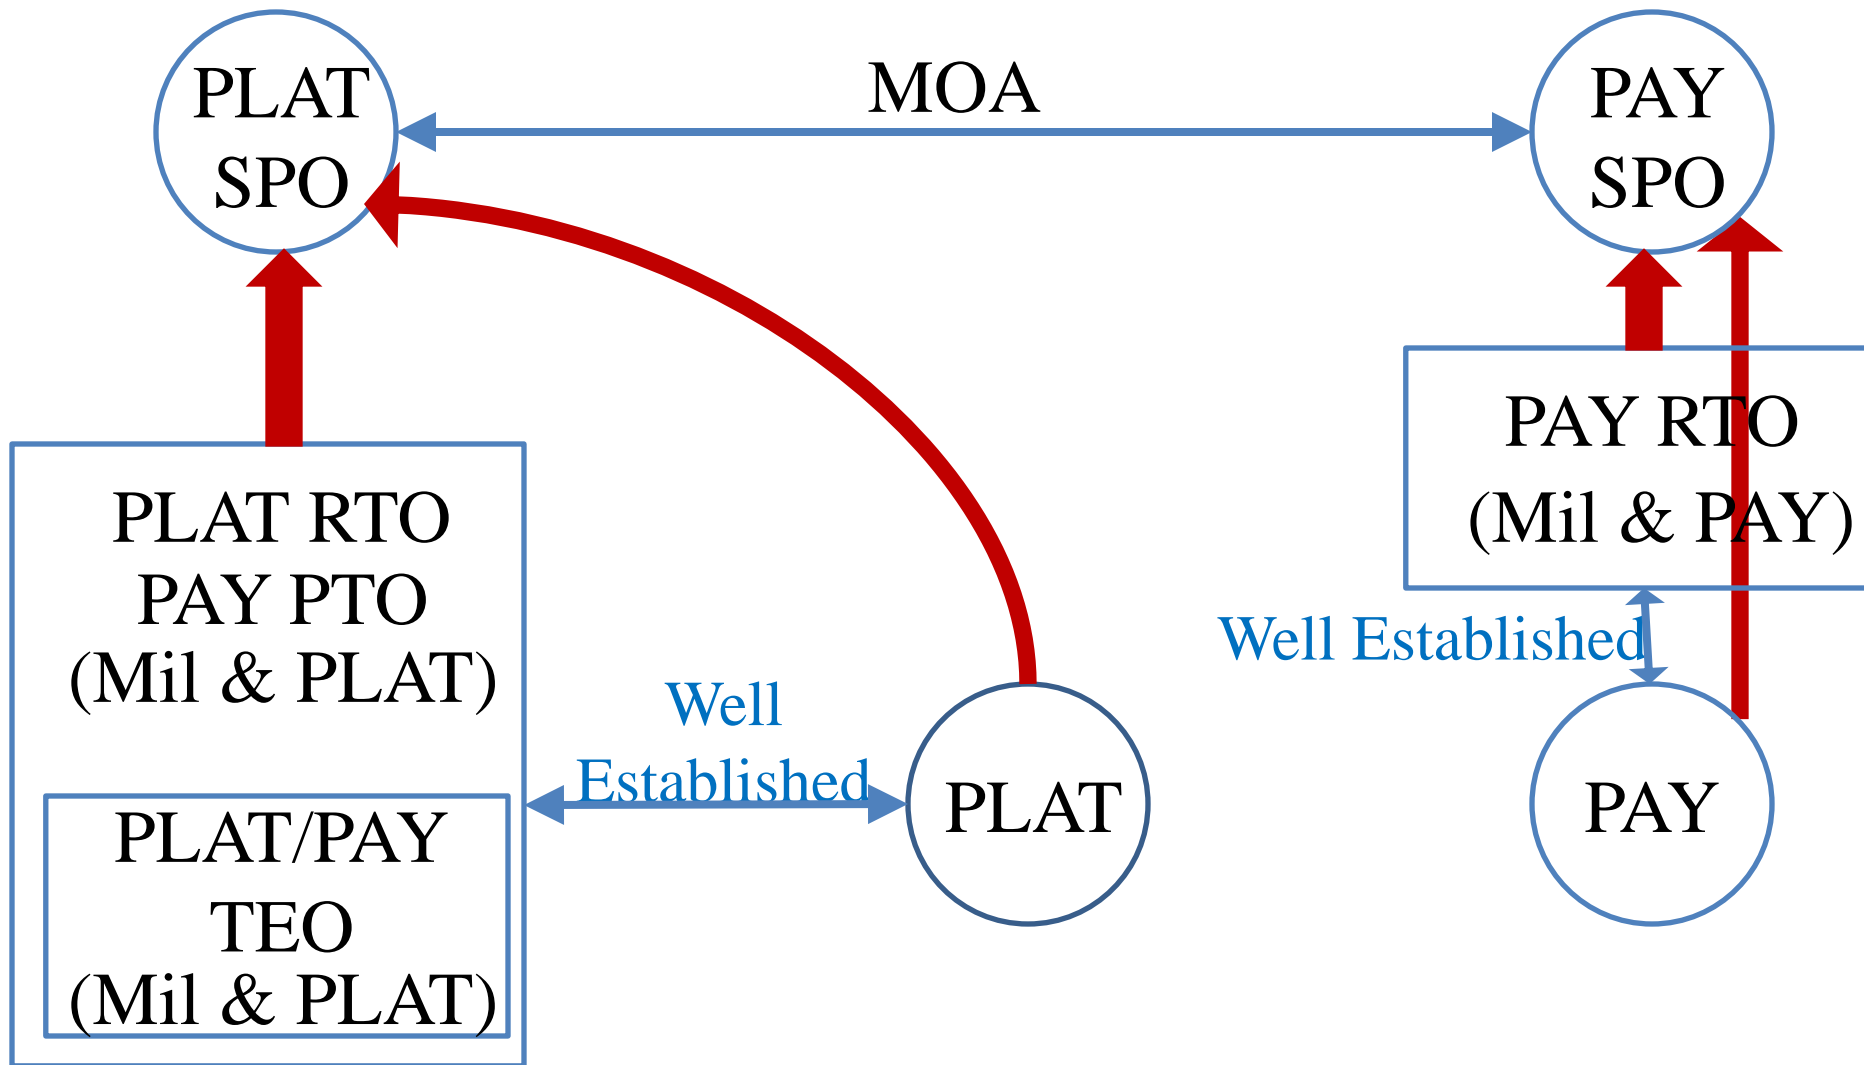 PLAT
SPO
MOA
PAY
SPO
PLAT RTO
PAY PTO
(Mil & PLAT)
PLAT/PAY
TEO
(Mil & PLAT)
Well
Established
PLAT
PAY RTO
(Mil & PAY)
Well Established
PAY